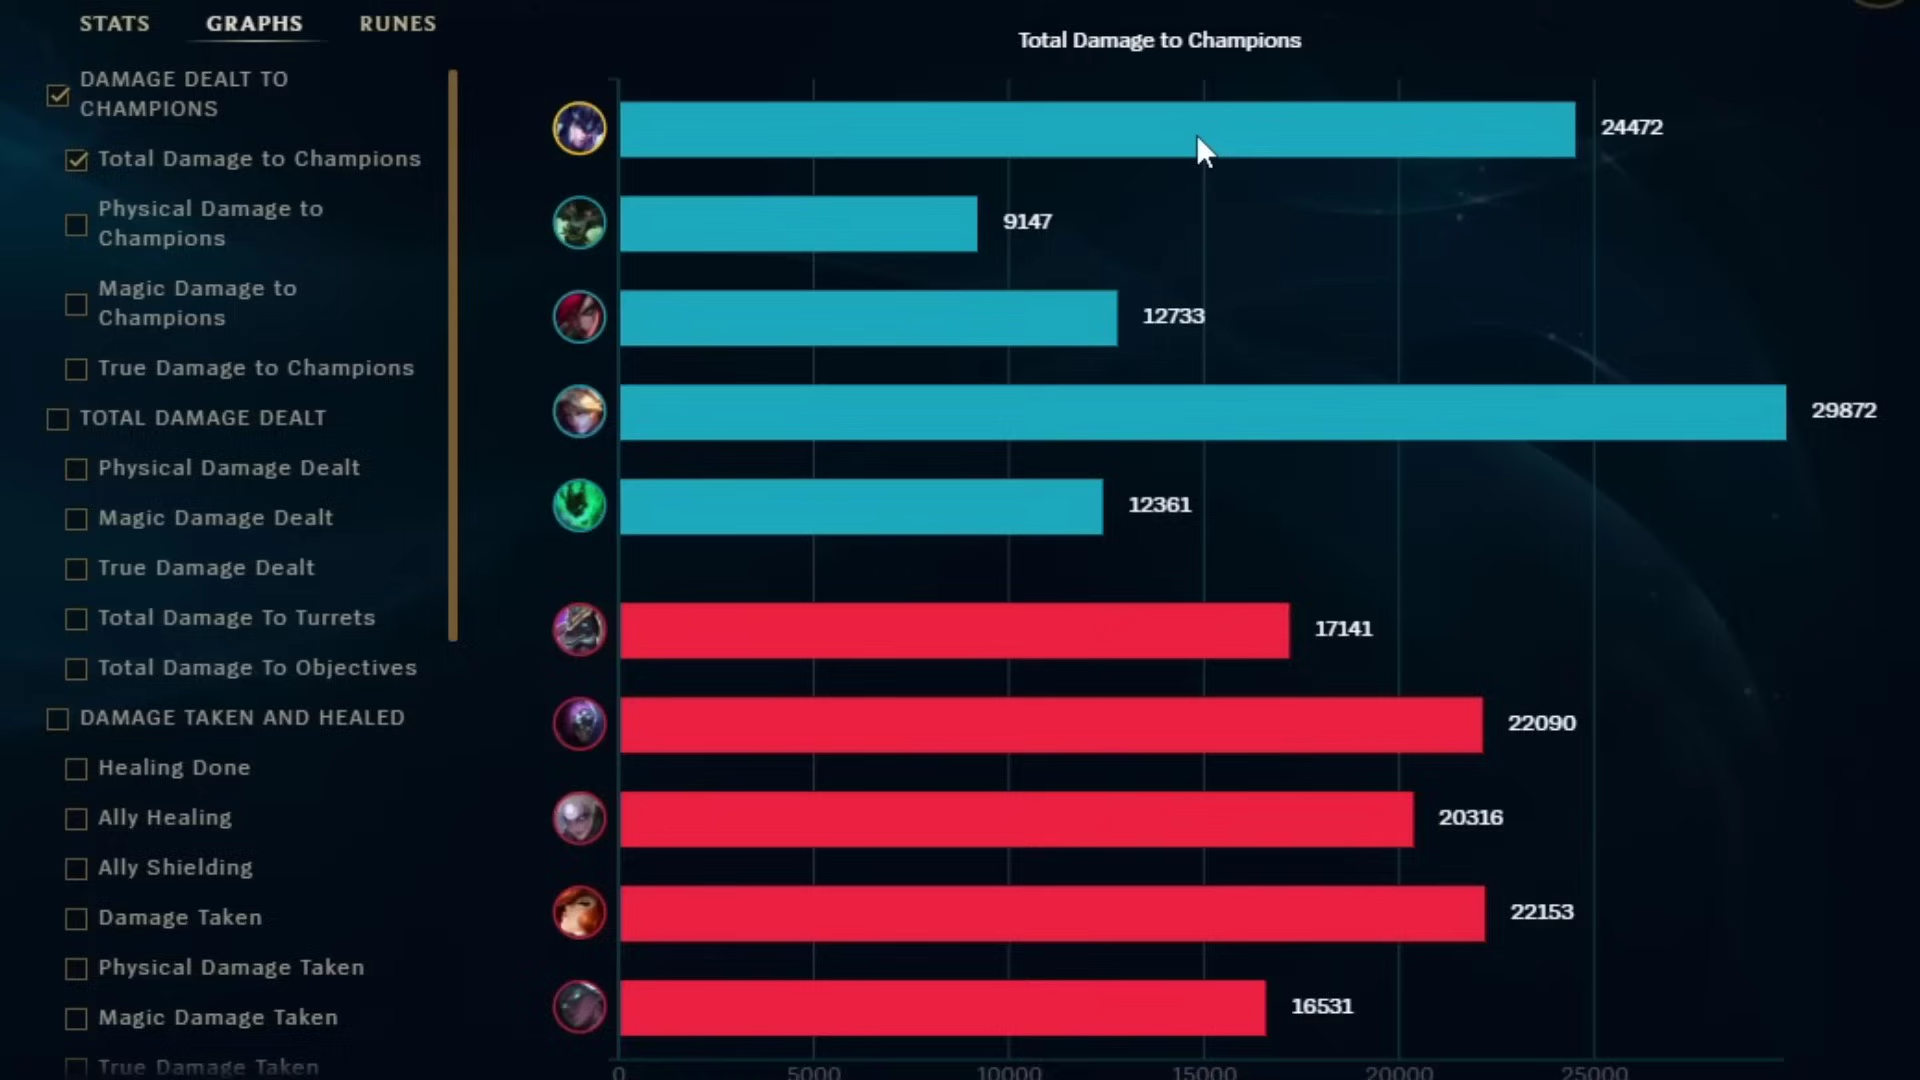 STATS GRAPHS RUNES
Total Damage to Champions
DAMAGE DEALT TO
CHAMPIONS
Total Damage to Champions
Physical Damage to
Champions
Magic Damage to
Champions
True Damage to Champions
TOTAL DAMAGE DEALT
Physical Damage Dealt
Magic Damage Dealt
True Damage Dealt
Total Damage To Turrets
Total Damage To Objectives
DAMAGE TAKEN AND HEALED
Healing Done
Ally Healing
Ally Shielding
Damage Taken
Physical Damage Taken
Magic Damage Taken
True Damage Taken
24472
9147
12733
29872
12361
17141
22090
20316
22153
16531
0 5000 10000 15000 20000 25000